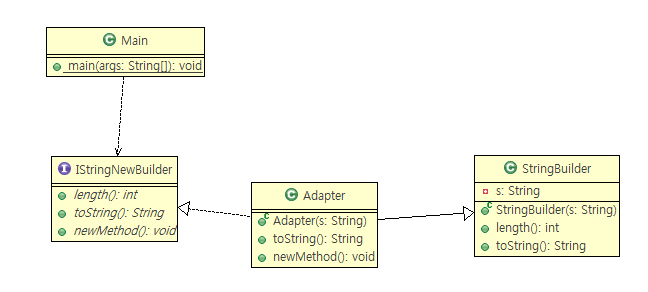 Main
main(args: String[]): void
IStringNewBuilder
length(): int
toString(): String
newMethod(): void
Adapter
Adapter(s: String)
toString(): String
newMethod(): void
StringBuilder
s: String
StringBuilder(s: String)
length(): int
toString(): String